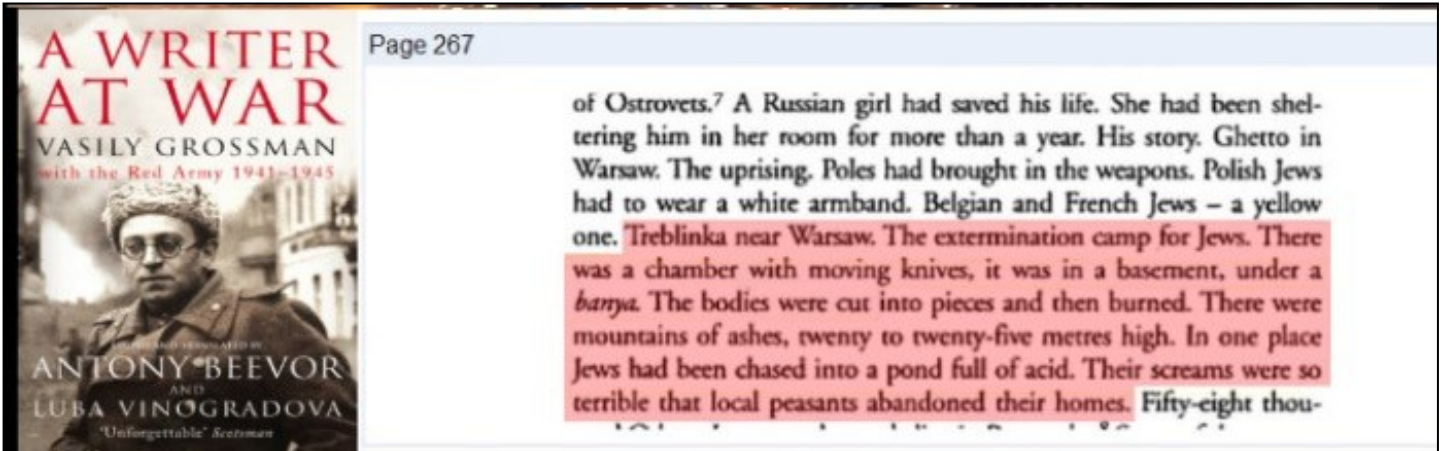 A WRITER
AT WAR
VASILY GROSSMAN
with the Red Army 1941-1945
ANTONY BEEVOR
AND
LUBA VINOGRADOVA
'Unforgettable' Scotsman
Page 267
of Ostrovets.7 A Russian girl had saved his life. She had been shel-
tering him in her room for more than a year. His story. Ghetto in
Warsaw. The uprising. Poles had brought in the weapons. Polish Jews
had to wear a white armband. Belgian and French Jews – a yellow
one. Treblinka near Warsaw. The extermination camp for Jews. There
was a chamber with moving knives, it was in a basement, under a
banya. The bodies were cut into pieces and then burned. There were
mountains of ashes, twenty to twenty-five metres high. In one place
Jews had been chased into a pond full of acid. Their screams were so
terrible that local peasants abandoned their homes. Fifty-eight thou-